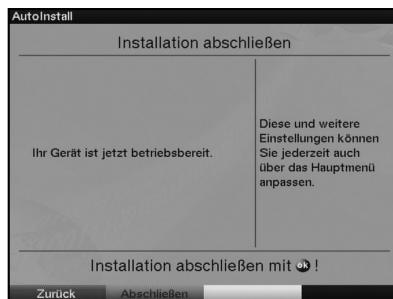 AutoInstall
Installation abschließen
Ihr Gerät ist jetzt betriebsbereit.
Diese und weitere
Einstellungen können
Sie jederzeit auch
über das Hauptmenü
anpassen.
Installation abschließen mit ok !
Zurück Abschließen